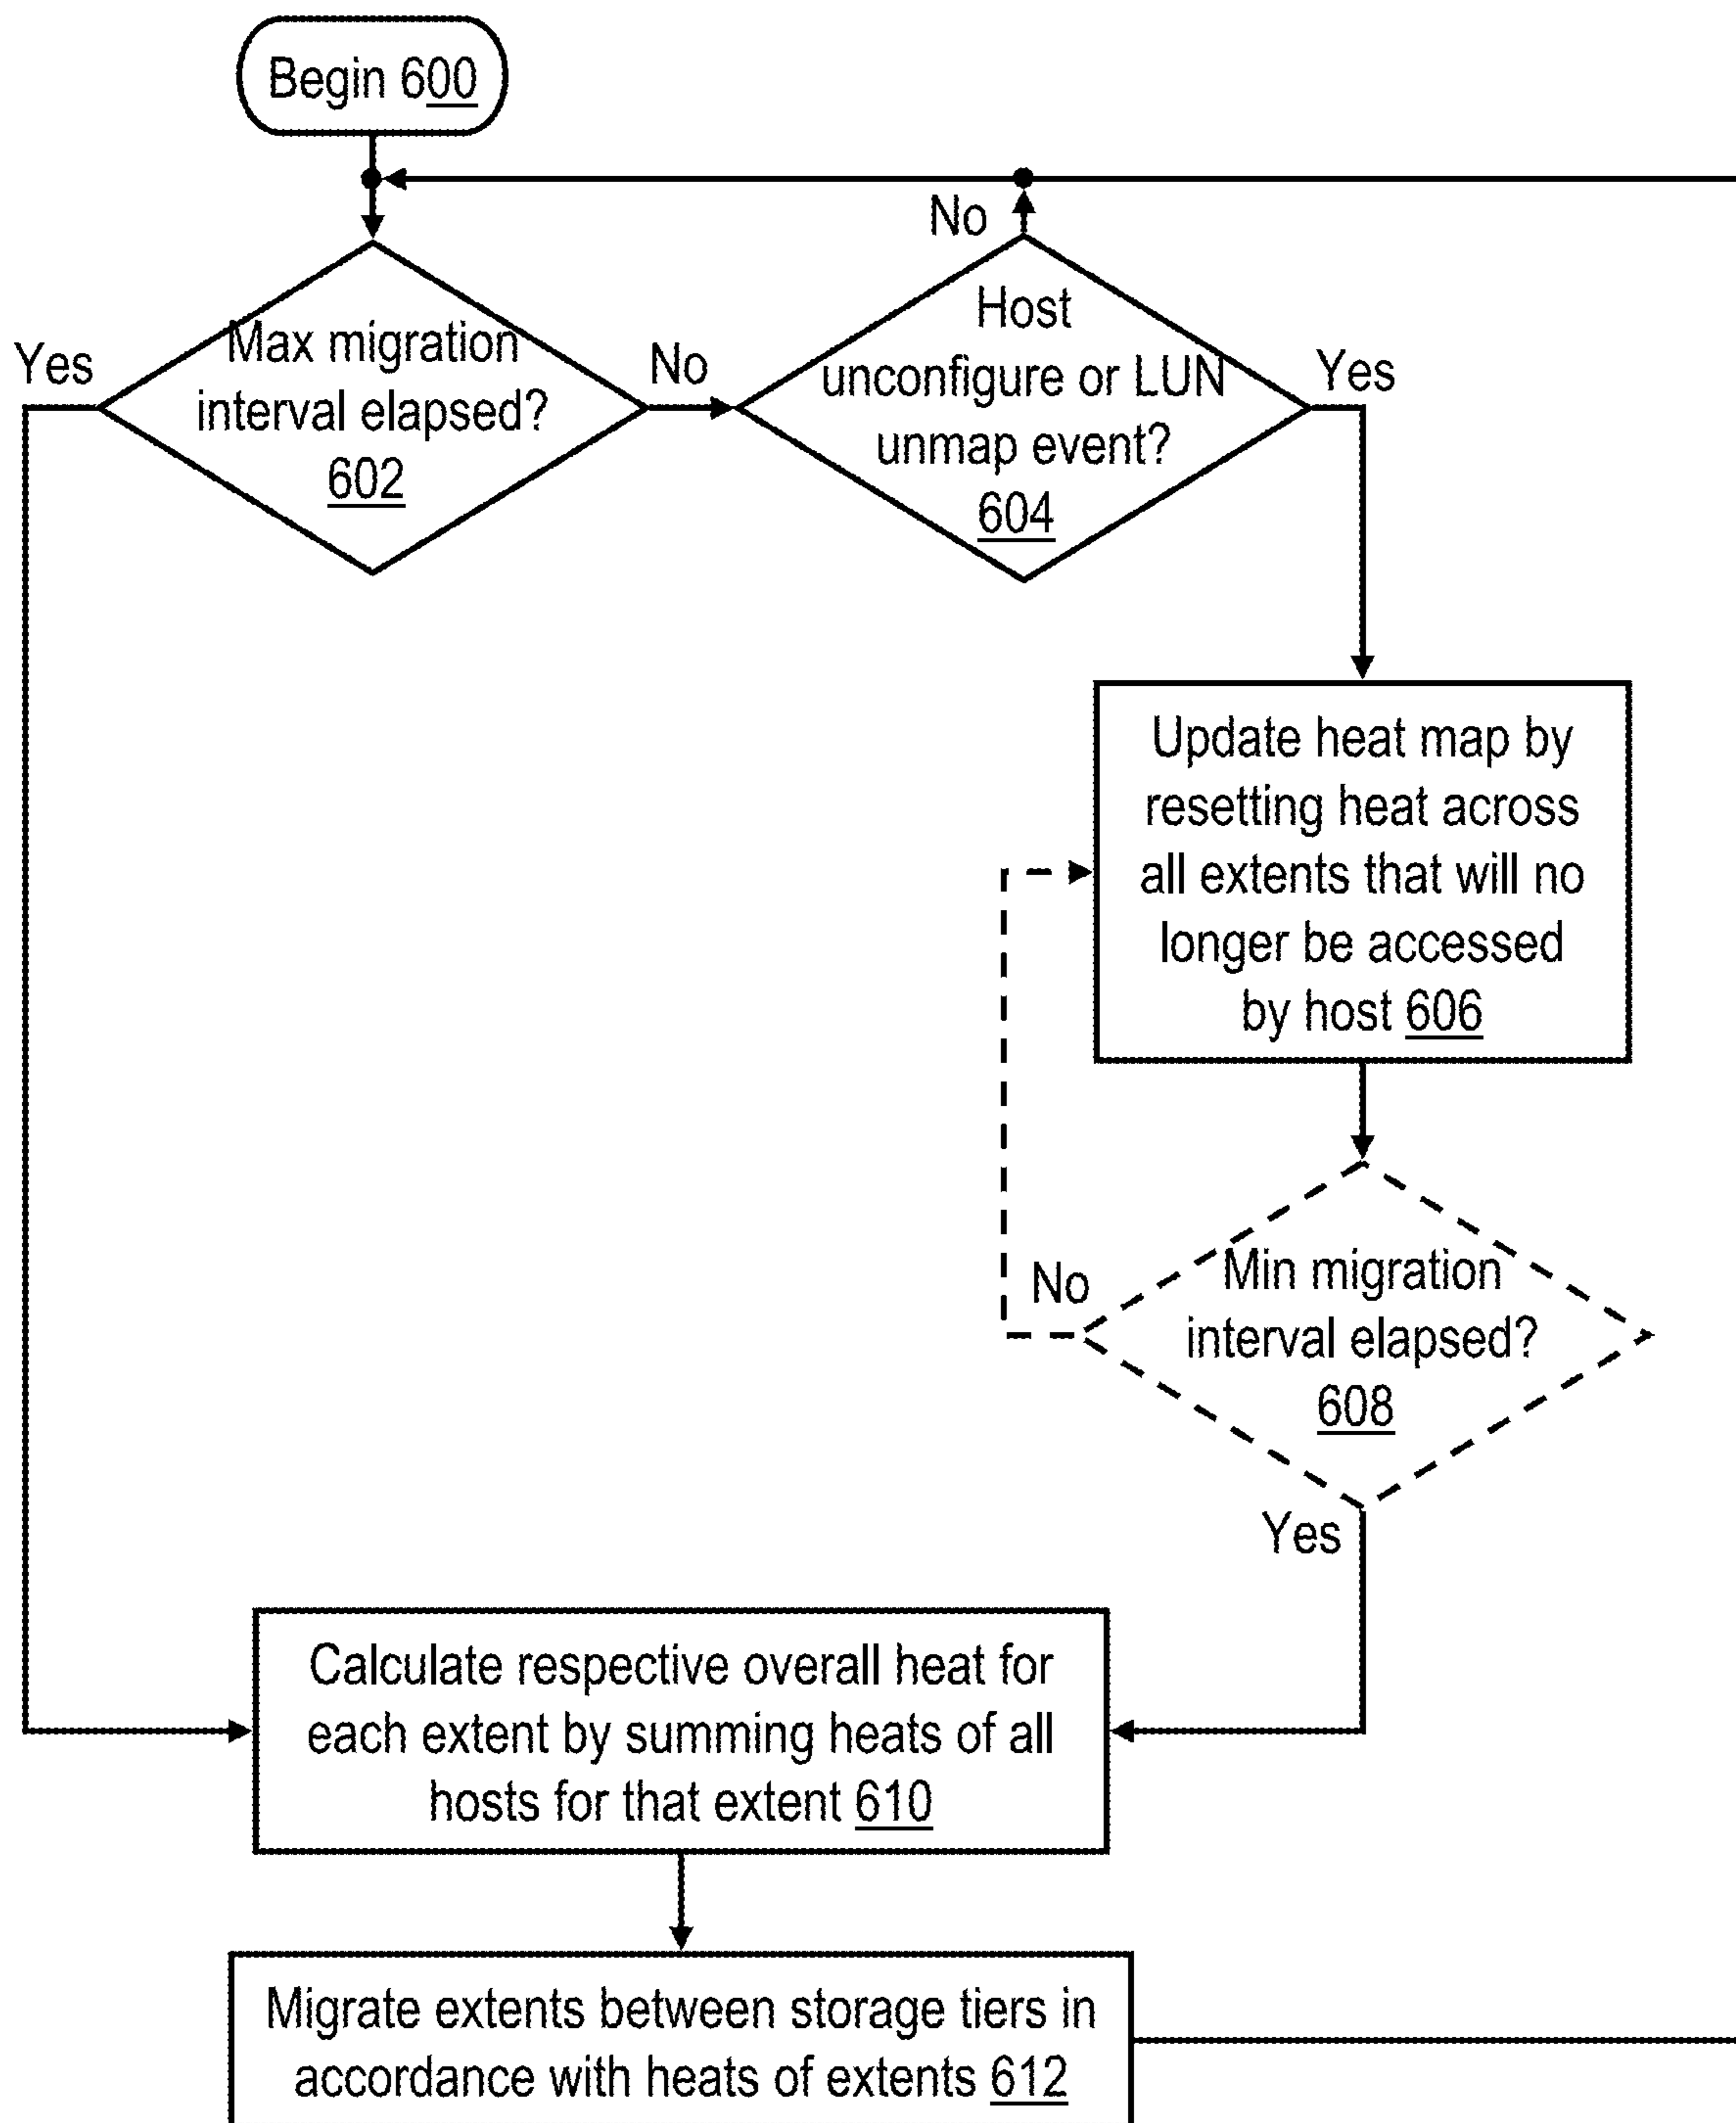 Begin 600
No
Yes
Max migration
interval elapsed?
602
No
Host
unconfigure or LUN
unmap event?
604
Yes
Update heat map by
resetting heat across
all extents that will no
longer be accessed
by host 606
No
Min migration
interval elapsed?
608
Yes
Calculate respective overall heat for
each extent by summing heats of all
hosts for that extent 610
Migrate extents between storage tiers in
accordance with heats of extents 612